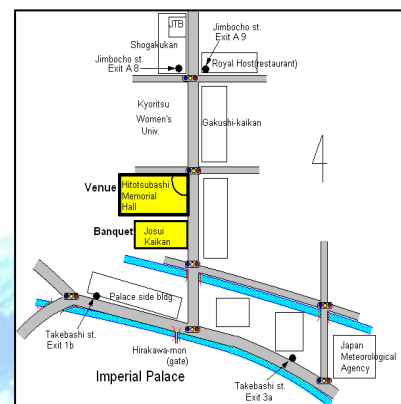 JTB
Shogakukan
Jimbocho st.
Exit A 9
Jimbocho st.
Exit A 8
Royal Host(restaurant)
Kyoritsu
Women's
Univ.
Gakushi-kaikan
4
Venue
Hitotsubashi
Memorial
Hall
Banquet
Josui
Kaikan
Palace side bldg.
Takebashi st.
Exit 1b
Hirakawa-mon
(gate)
Imperial Palace
Japan
Meteorological
Agency
Takebashi st.
Exit 3a